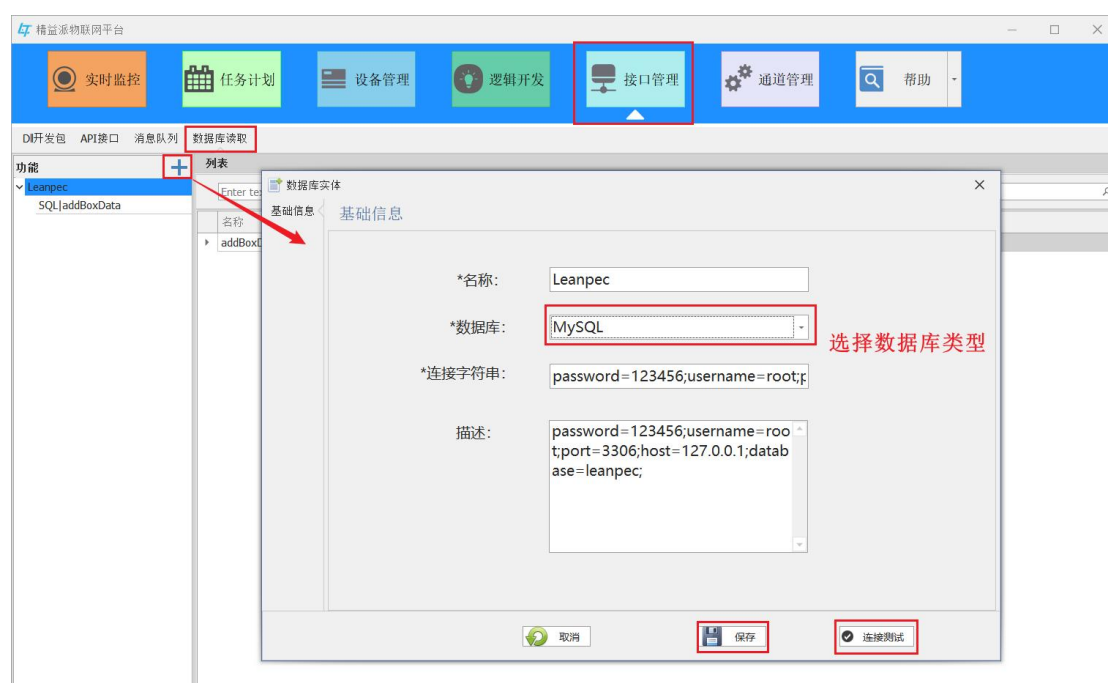 精益派物联网平台
实时监控 任务计划 设备管理 逻辑开发 接口管理 通道管理 帮助
Dll开发包 API接口 消息队列 数据库读取
功能
列表
Leanpec
SQL|addBoxData
Enter te
名称
addBoxD
数据库实体
基础信息
基础信息
*名称: Leanpec
*数据库: MySQL
选择数据库类型
*连接字符串: password=123456;username=root;p
描述: password=123456;username=roo
t;port=3306;host=127.0.0.1;datab
ase=leanpec;
取消 保存 连接测试